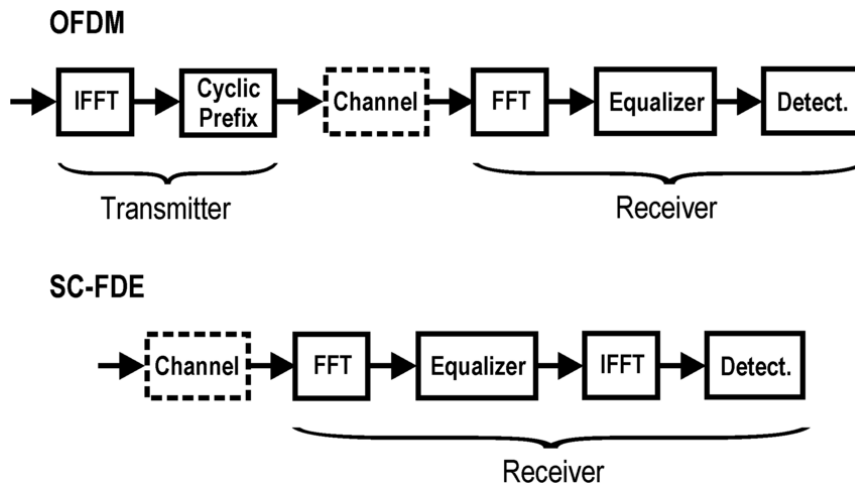 OFDM
IFFT
Cyclic
Prefix
Channel
FFT
Equalizer
Detect.
Transmitter
Receiver
SC-FDE
Channel
FFT
Equalizer
IFFT
Detect.
Receiver